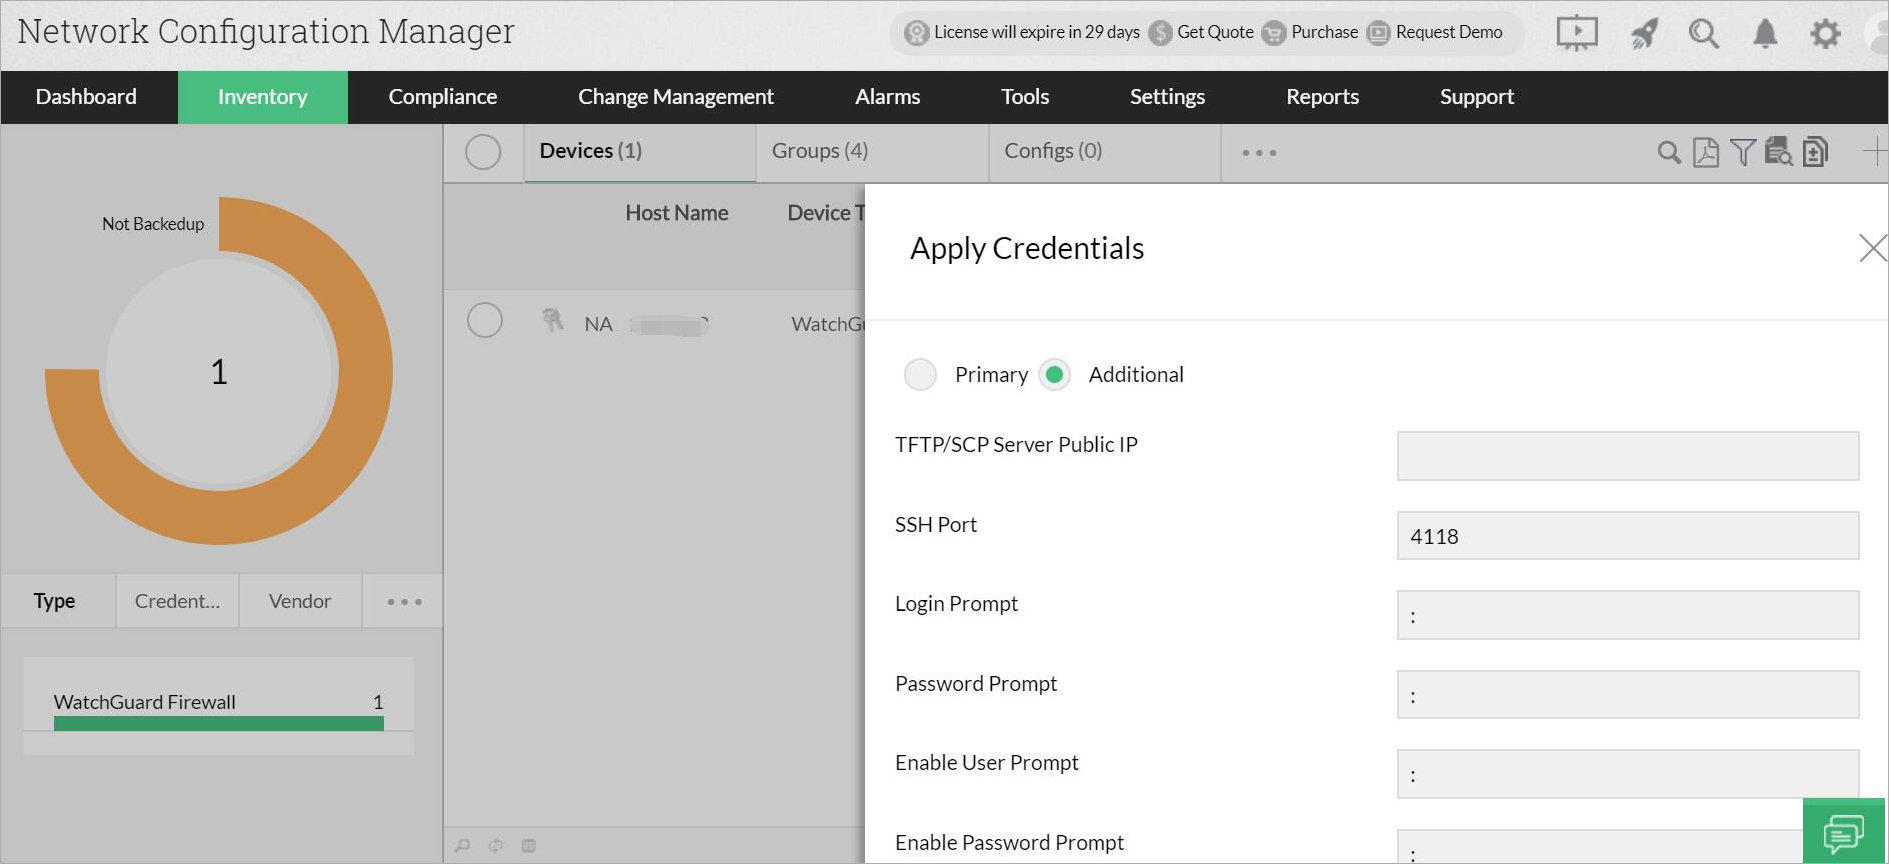 Network Configuration Manager
License will expire in 29 days Get Quote Purchase Request Demo
Dashboard Inventory Compliance Change Management Alarms Tools Settings Reports Support
Devices (1) Groups (4) Configs (0)
Not Backedup
1
Host Name Device T
NA WatchGu
Type Credent... Vendor
WatchGuard Firewall 1
Apply Credentials
Primary Additional
TFTP/SCP Server Public IP
SSH Port 4118
Login Prompt :
Password Prompt :
Enable User Prompt :
Enable Password Prompt :